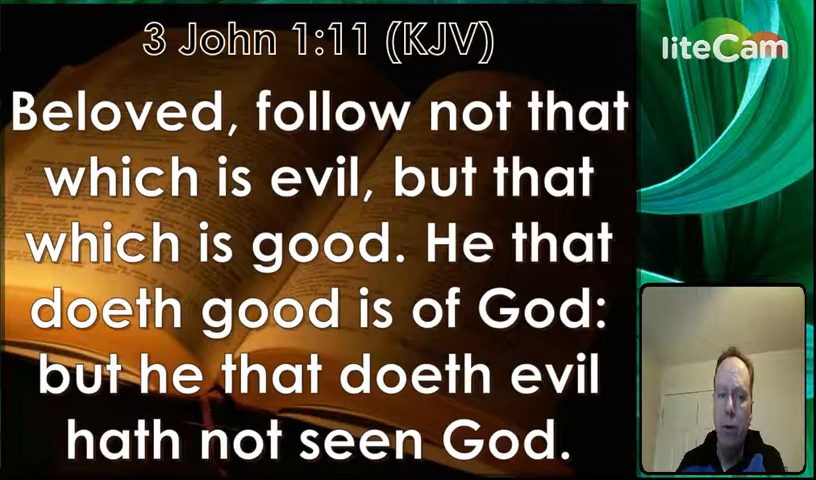 3 John 1:11 (KJV)
liteCam
Beloved, follow not that
which is evil, but that
which is good. He that
doeth good is of God:
but he that doeth evil
hath not seen God.